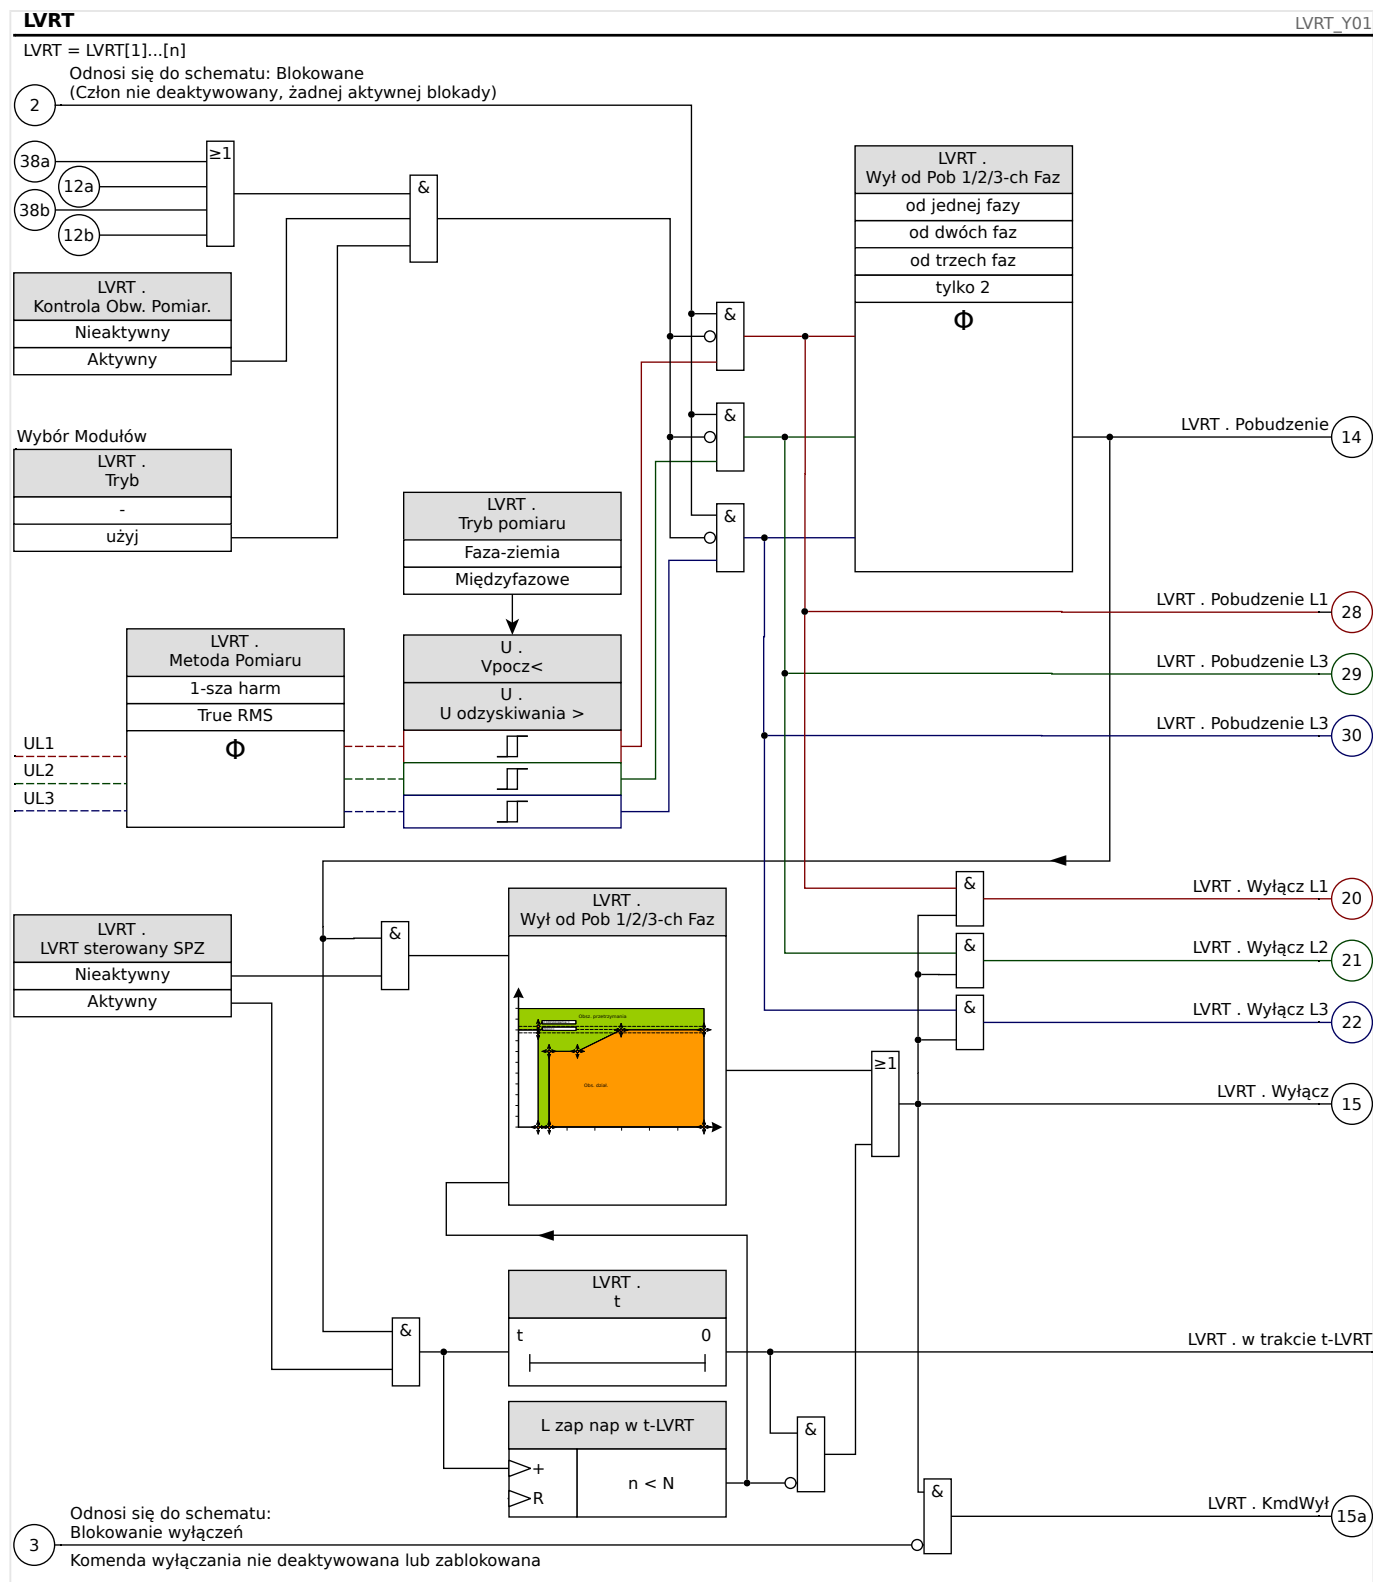 LVRT
LVRT_Y01
LVRT = LVRT[1]...[n]
Odnosi się do schematu: Blokowane
(Człon nie deaktywowany, żadnej aktywnej blokady)
2
38a
12a
38b
12b
≥1
&
LVRT .
Kontrola Obw. Pomiar.
Nieaktywny
Aktywny
Wybór Modułów
LVRT .
Tryb
-
użyj
LVRT .
Wył od Pob 1/2/3-ch Faz
od jednej fazy
od dwóch faz
od trzech faz
tylko 2
Φ
&
&
&
LVRT .
Tryb pomiaru
Faza-ziemia
Międzyfazowe
LVRT .
Metoda Pomiaru
1-sza harm
True RMS
Φ
UL1
UL2
UL3
U .
Vpocz<
U .
U odzyskiwania >
LVRT . Pobudzenie
14
LVRT . Pobudzenie L1
28
LVRT . Pobudzenie L3
29
LVRT . Pobudzenie L3
30
LVRT .
LVRT sterowany SPZ
Nieaktywny
Aktywny
&
LVRT .
Wył od Pob 1/2/3-ch Faz
Obsz. przetrzymania
Obs. dział.
&
LVRT . Wyłącz L1
20
&
LVRT . Wyłącz L2
21
&
LVRT . Wyłącz L3
22
≥1
LVRT . Wyłącz
15
&
LVRT .
t
t
0
LVRT . w trakcie t-LVRT
L zap nap w t-LVRT
+
R
n < N
&
&
LVRT . KmdWył
15a
Odnosi się do schematu:
Blokowanie wyłączeń
3
Komenda wyłączania nie deaktywowana lub zablokowana